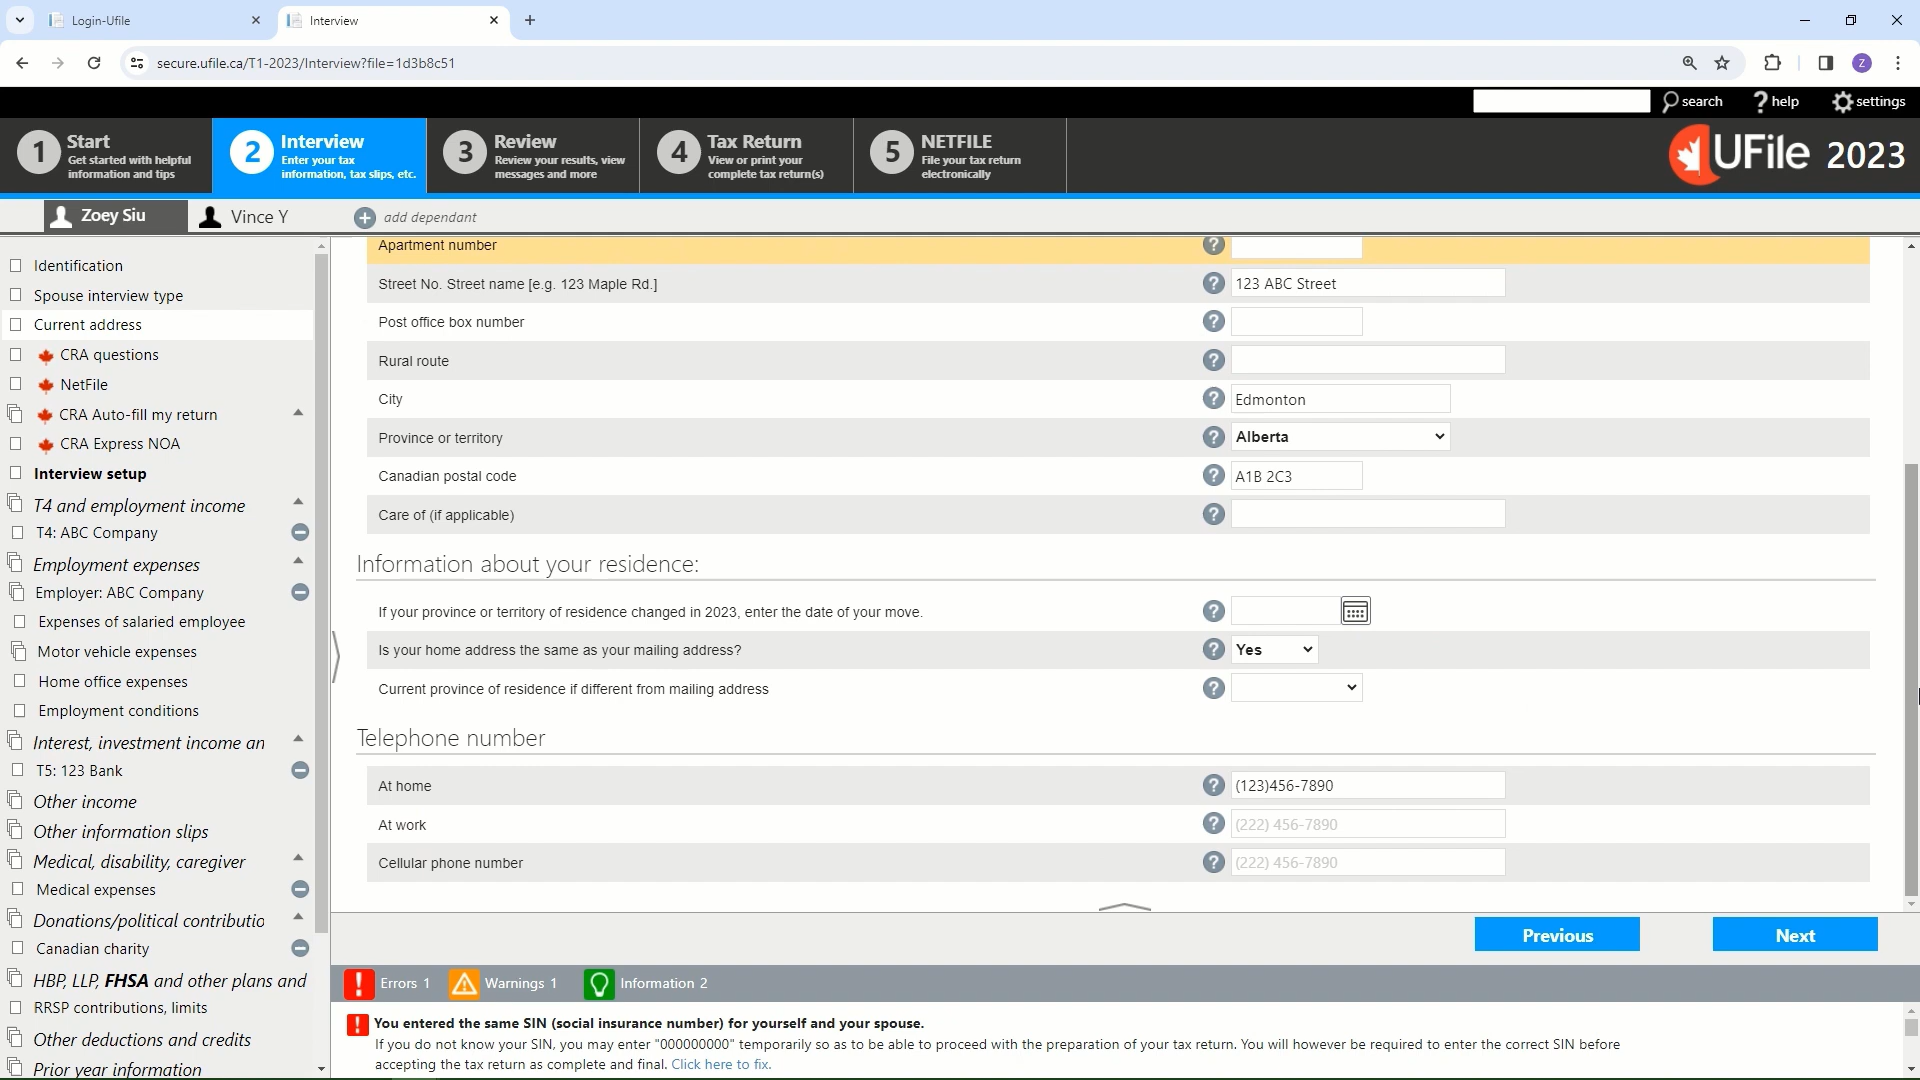 Login-Ufile
Interview
secure.ufile.ca/T1-2023/Interview?file=1d3b8c51
Z
search
help
settings
1 Start
Get started with helpful
information and tips
2 Interview
Enter your tax
information, tax slips, etc.
3 Review
Review your results, view
messages and more
4 Tax Return
View or print your
complete tax return(s)
5 NETFILE
File your tax return
electronically
UFile 2023
Zoey Siu
Vince Y
add dependant
Identification
Spouse interview type
Current address
CRA questions
NetFile
CRA Auto-fill my return
CRA Express NOA
Interview setup
T4 and employment income
T4: ABC Company
Employment expenses
Employer: ABC Company
Expenses of salaried employee
Motor vehicle expenses
Home office expenses
Employment conditions
Interest, investment income an
T5: 123 Bank
Other income
Other information slips
Medical, disability, caregiver
Medical expenses
Donations/political contributio
Canadian charity
HBP, LLP, FHSA and other plans and
RRSP contributions, limits
Other deductions and credits
Prior year information
Apartment number
Street No. Street name [e.g. 123 Maple Rd.] 123 ABC Street
Post office box number
Rural route
City Edmonton
Province or territory Alberta
Canadian postal code A1B 2C3
Care of (if applicable)
Information about your residence:
If your province or territory of residence changed in 2023, enter the date of your move.
Is your home address the same as your mailing address? Yes
Current province of residence if different from mailing address
Telephone number
At home (123)456-7890
At work (222) 456-7890
Cellular phone number (222) 456-7890
Previous
Next
Errors 1
Warnings 1
Information 2
You entered the same SIN (social insurance number) for yourself and your spouse.
If you do not know your SIN, you may enter "000000000" temporarily so as to be able to proceed with the preparation of your tax return. You will however be required to enter the correct SIN before
accepting the tax return as complete and final. Click here to fix.